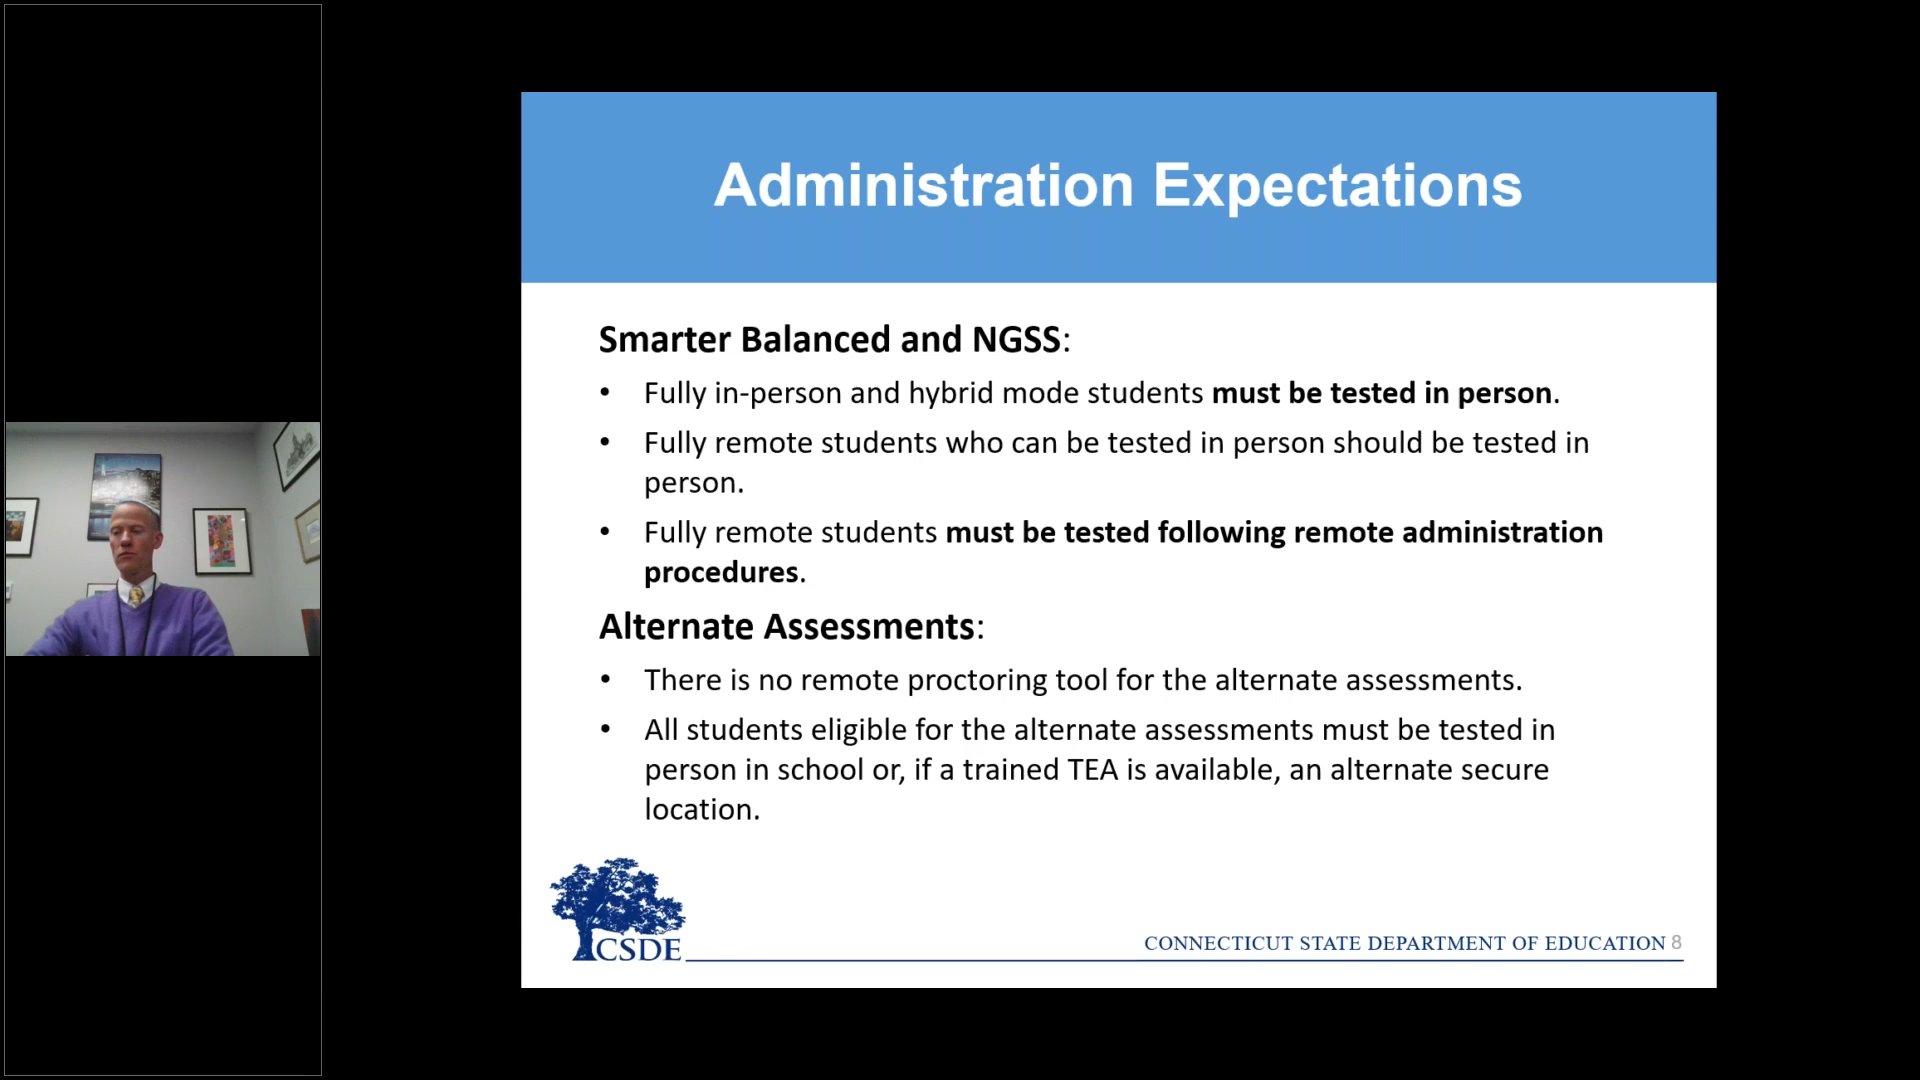 Administration Expectations
Smarter Balanced and NGSS:
• Fully in-person and hybrid mode students must be tested in person.
• Fully remote students who can be tested in person should be tested in
person.
• Fully remote students must be tested following remote administration
procedures.
Alternate Assessments:
• There is no remote proctoring tool for the alternate assessments.
• All students eligible for the alternate assessments must be tested in
person in school or, if a trained TEA is available, an alternate secure
location.
CSDE
CONNECTICUT STATE DEPARTMENT OF EDUCATION 8